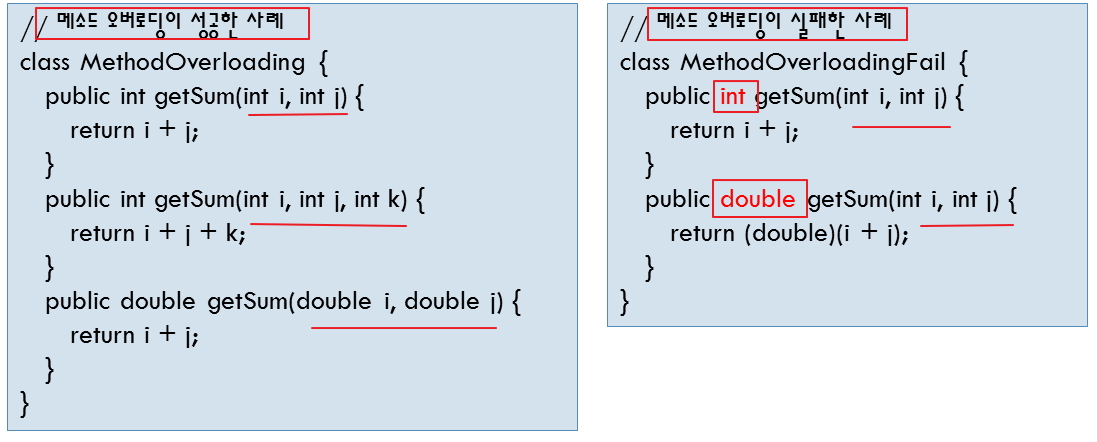 // 메소드 오버로딩이 성공한 사례
class MethodOverloading {
public int getSum(int i, int j) {
return i + j;
}
public int getSum(int i, int j, int k) {
return i + j + k;
}
public double getSum(double i, double j) {
return i + j;
}
}
// 메소드 오버로딩이 실패한 사례
class MethodOverloadingFail {
public int getSum(int i, int j) {
return i + j;
}
public double getSum(int i, int j) {
return (double)(i + j);
}
}